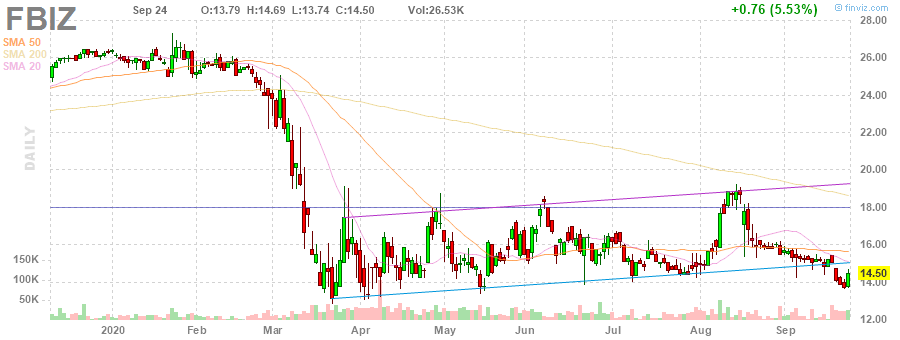 FBIZ Sep 24 O:13.79 H:14.69 L:13.74 C:14.50 Vol:26.53K +0.76 (5.53%) © finviz.com
SMA 50
SMA 200
SMA 20
DAILY
28.00
26.00
24.00
22.00
20.00
18.00
16.00
14.50
14.00
12.00
150K
100K
50K
2020 Feb Mar Apr May Jun Jul Aug Sep